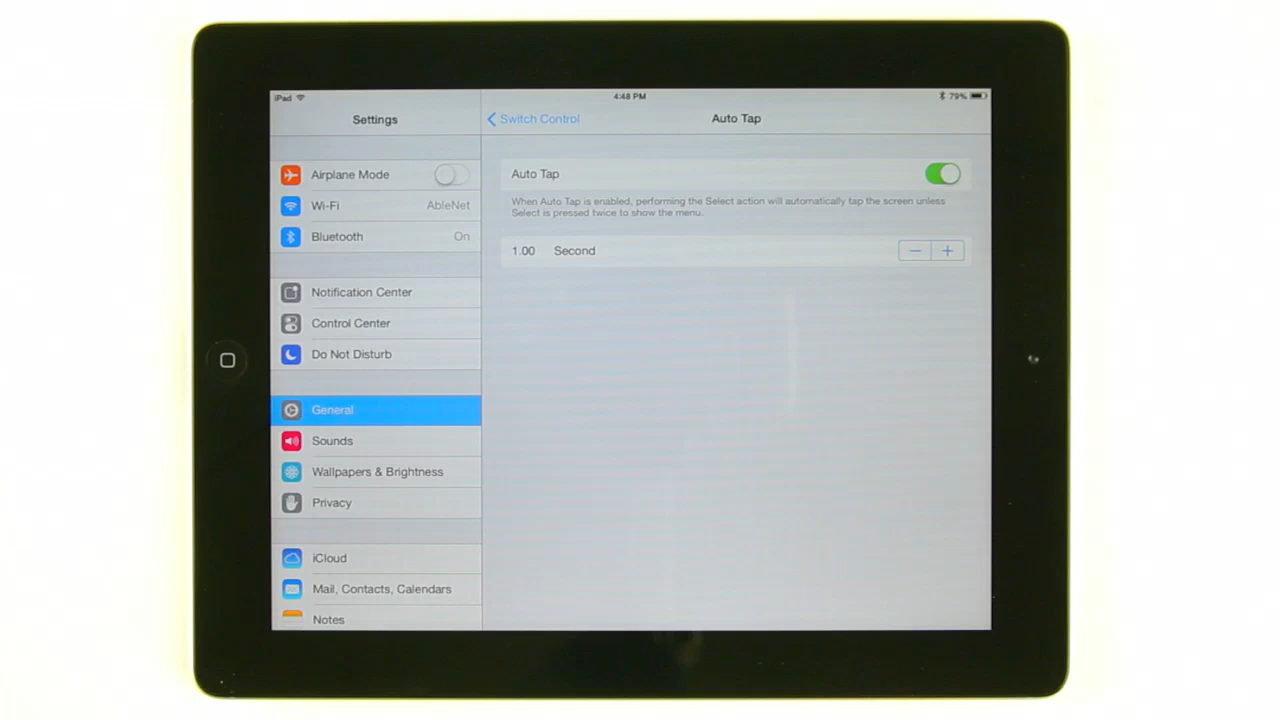 iPad
4:48 PM
79%
Settings
Switch Control
Auto Tap
Airplane Mode
Wi-Fi
AbleNet
Bluetooth
On
Notification Center
Control Center
Do Not Disturb
General
Sounds
Wallpapers & Brightness
Privacy
iCloud
Mail, Contacts, Calendars
Notes
Auto Tap
When Auto Tap is enabled, performing the Select action will automatically tap the screen unless
Select is pressed twice to show the menu.
1.00 Second